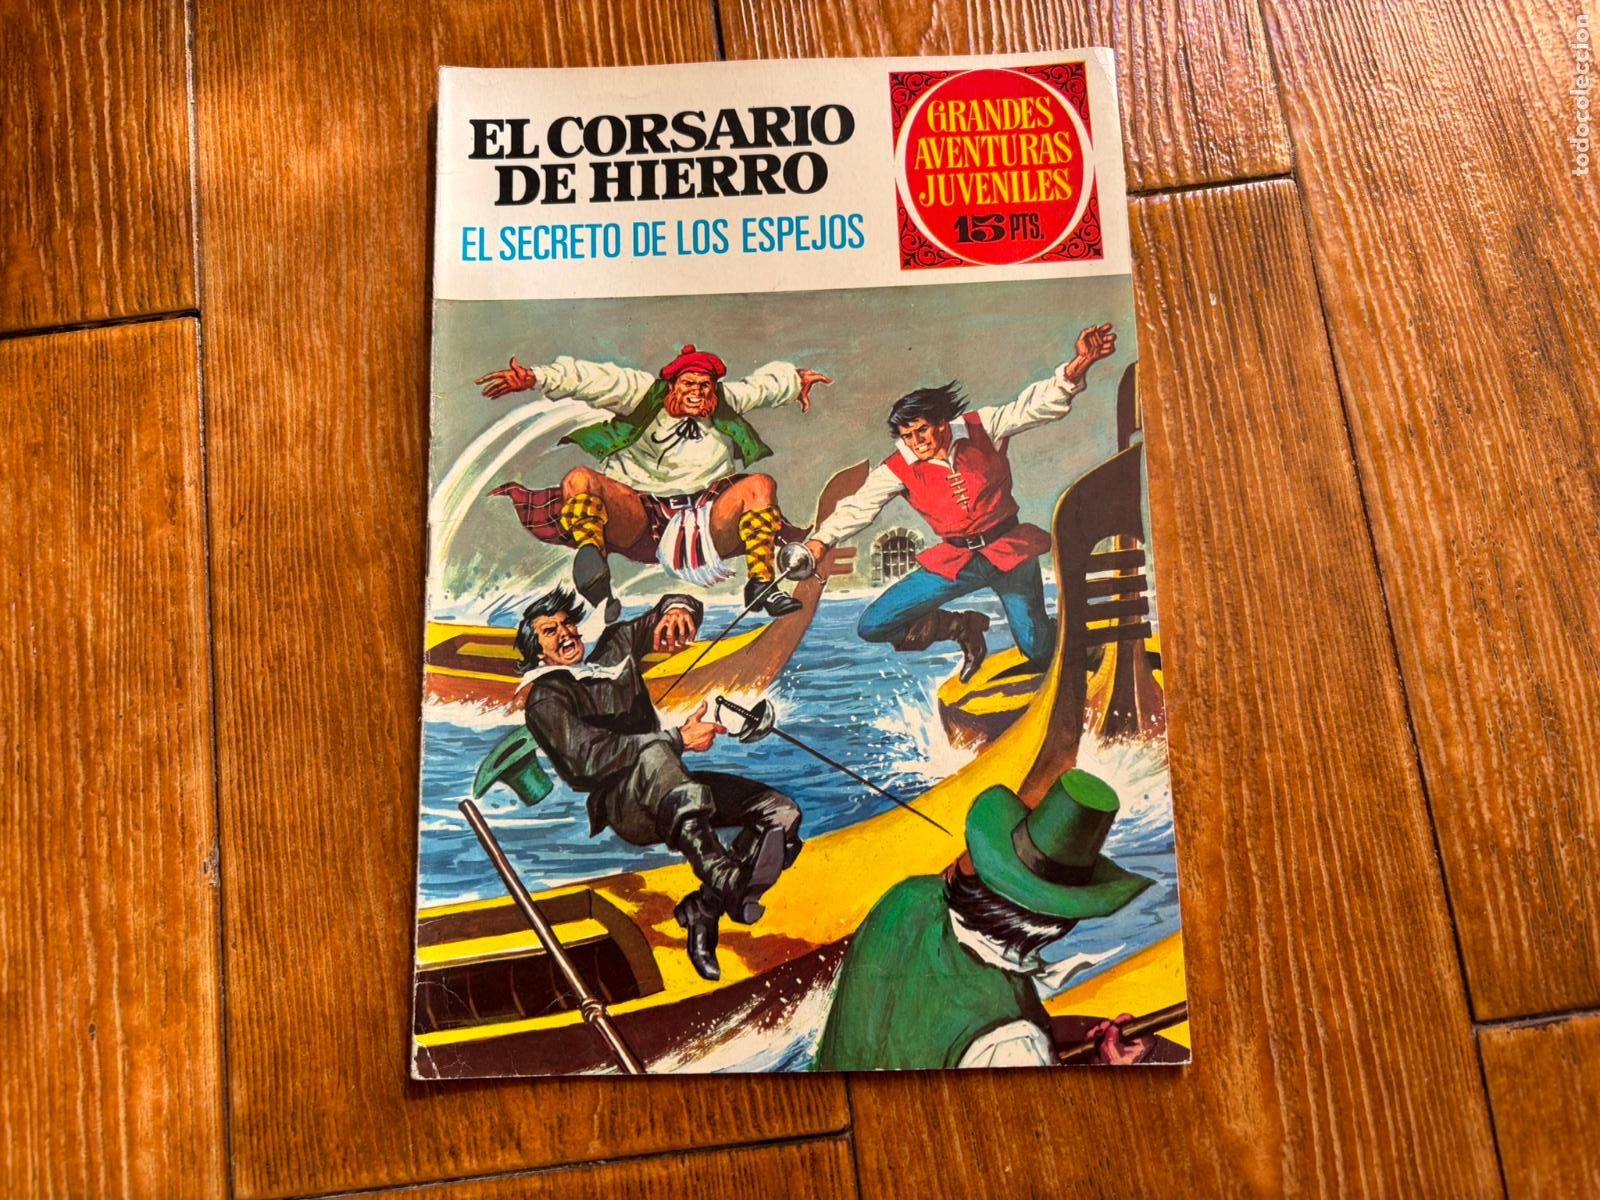 EL CORSARIO
DE HIERRO
EL SECRETO DE LOS ESPEJOS
GRANDES
AVENTURAS
JUVENILES
15 PTS.
todocoleccion